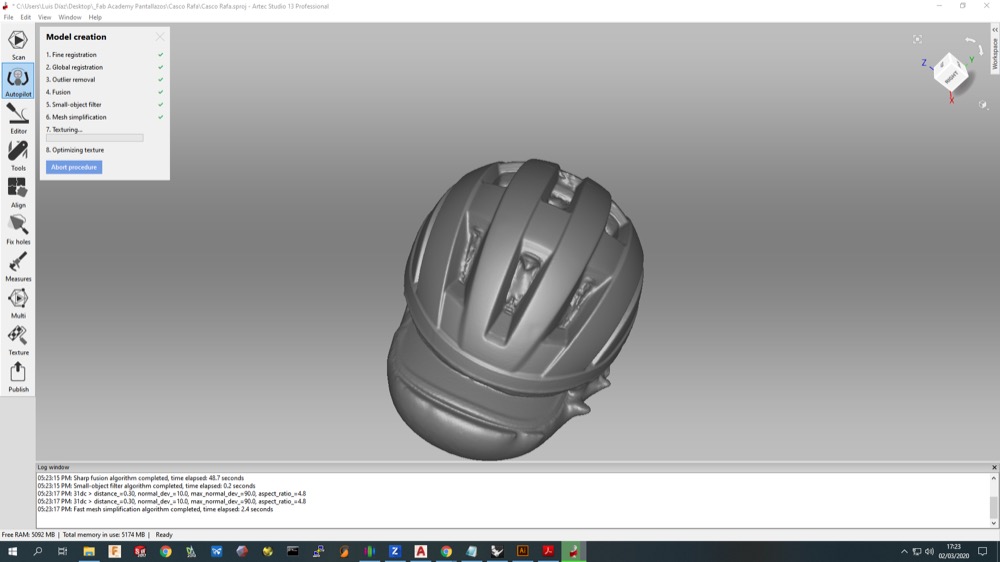 * C:\Users\Luis Diaz\Desktop\_Fab Academy Pantallazos\Casco Rafa\Casco Rafa.sproj - Artec Studio 13 Professional
File Edit View Window Help
Model creation
1. Fine registration
2. Global registration
3. Outlier removal
4. Fusion
5. Small-object filter
6. Mesh simplification
7. Texturing...
8. Optimizing texture
Abort procedure
Scan
Autopilot
Editor
Tools
Align
Fix holes
Measures
Multi
Texture
Publish
Workspace
Z
Y
RIGHT
X
Log window
05:23:15 PM: Sharp fusion algorithm completed, time elapsed: 48.7 seconds
05:23:15 PM: Small-object filter algorithm completed, time elapsed: 0.2 seconds
05:23:17 PM: 31dc > distance_=0.30, normal_dev_=10.0, max_normal_dev_=90.0, aspect_ratio_=4.8
05:23:17 PM: 31dc > distance_=0.30, normal_dev_=10.0, max_normal_dev_=90.0, aspect_ratio_=4.8
05:23:17 PM: Fast mesh simplification algorithm completed, time elapsed: 2.4 seconds
Free RAM: 5092 MB | Total memory in use: 5174 MB | Ready
17:23
02/03/2020